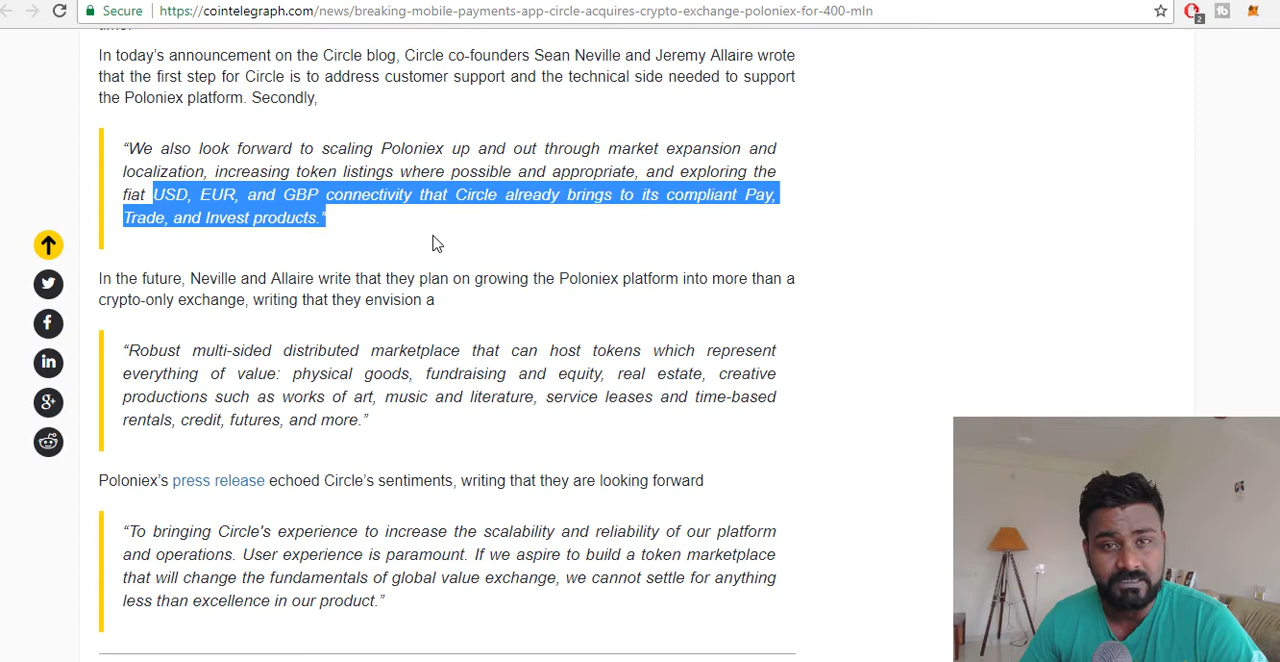 Secure | https://cointelegraph.com/news/breaking-mobile-payments-app-circle-acquires-crypto-exchange-poloniex-for-400-mln
In today's announcement on the Circle blog, Circle co-founders Sean Neville and Jeremy Allaire wrote
that the first step for Circle is to address customer support and the technical side needed to support
the Poloniex platform. Secondly,
“We also look forward to scaling Poloniex up and out through market expansion and
localization, increasing token listings where possible and appropriate, and exploring the
fiat USD, EUR, and GBP connectivity that Circle already brings to its compliant Pay,
Trade, and Invest products.”
In the future, Neville and Allaire write that they plan on growing the Poloniex platform into more than a
crypto-only exchange, writing that they envision a
“Robust multi-sided distributed marketplace that can host tokens which represent
everything of value: physical goods, fundraising and equity, real estate, creative
productions such as works of art, music and literature, service leases and time-based
rentals, credit, futures, and more.”
Poloniex’s press release echoed Circle’s sentiments, writing that they are looking forward
“To bringing Circle's experience to increase the scalability and reliability of our platform
and operations. User experience is paramount. If we aspire to build a token marketplace
that will change the fundamentals of global value exchange, we cannot settle for anything
less than excellence in our product.”